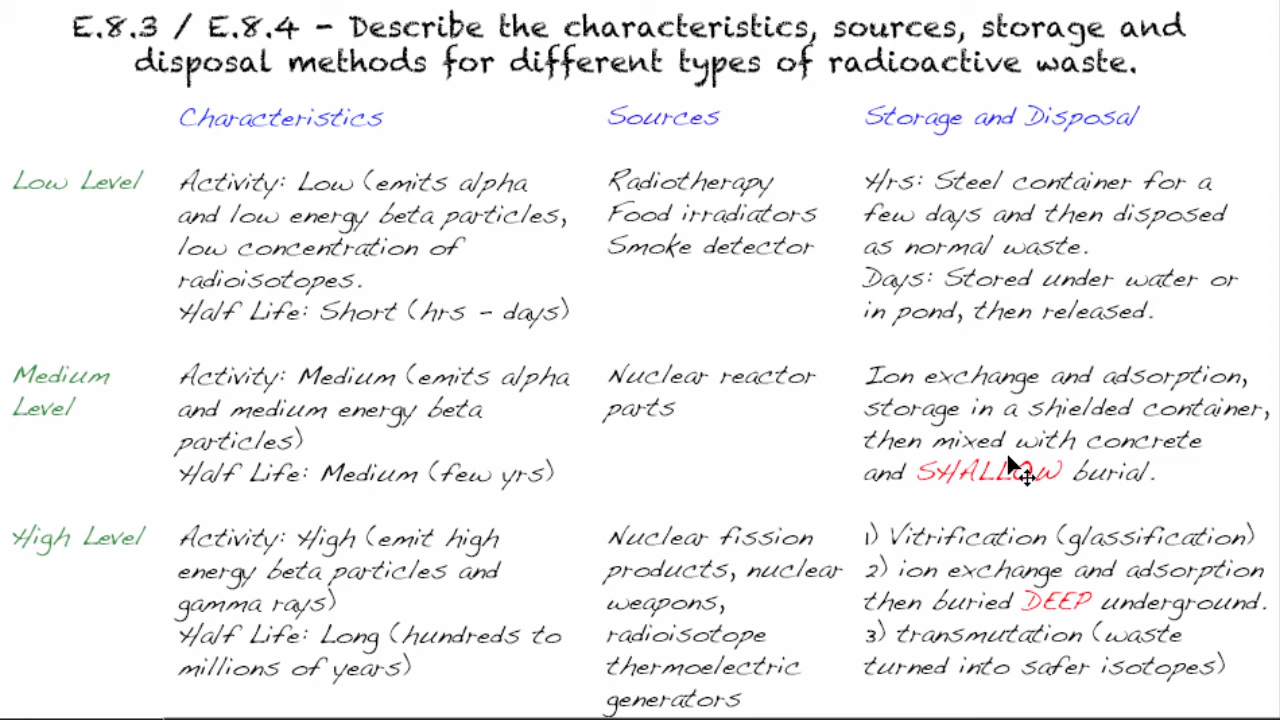 E.8.3 / E.8.4 - Describe the characteristics, sources, storage and
disposal methods for different types of radioactive waste.
Characteristics
Sources
Storage and Disposal
Low Level
Activity: Low (emits alpha
and low energy beta particles,
low concentration of
radioisotopes.
Half Life: Short (hrs - days)
Radiotherapy
Food irradiators
Smoke detector
Hrs: Steel container for a
few days and then disposed
as normal waste.
Days: Stored under water or
in pond, then released.
Medium
Level
Activity: Medium (emits alpha
and medium energy beta
particles)
Half Life: Medium (few yrs)
Nuclear reactor
parts
Ion exchange and adsorption,
storage in a shielded container,
then mixed with concrete
and SHALLOW burial.
High Level
Activity: High (emit high
energy beta particles and
gamma rays)
Half Life: Long (hundreds to
millions of years)
Nuclear fission
products, nuclear
weapons,
radioisotope
thermoelectric
generators
1) Vitrification (glassification)
2) ion exchange and adsorption
then buried DEEP underground.
3) transmutation (waste
turned into safer isotopes)